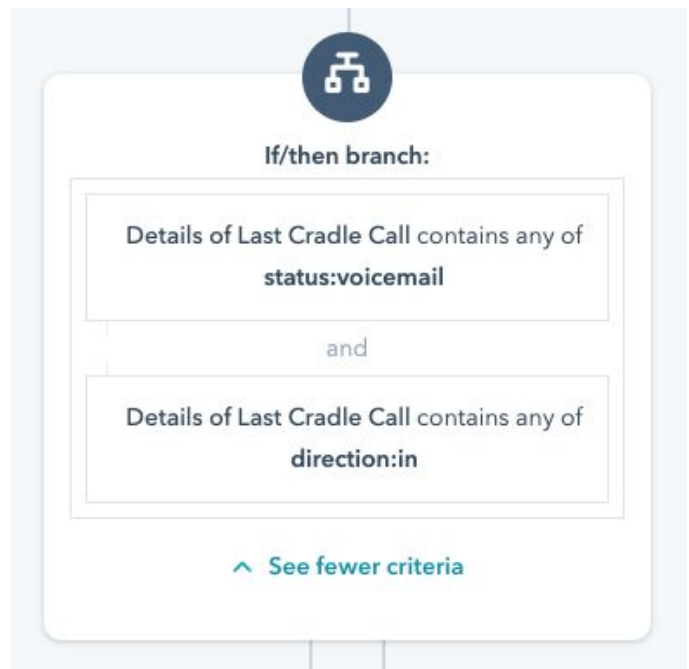 If/then branch:
Details of Last Cradle Call contains any of
status:voicemail
and
Details of Last Cradle Call contains any of
direction:in
See fewer criteria